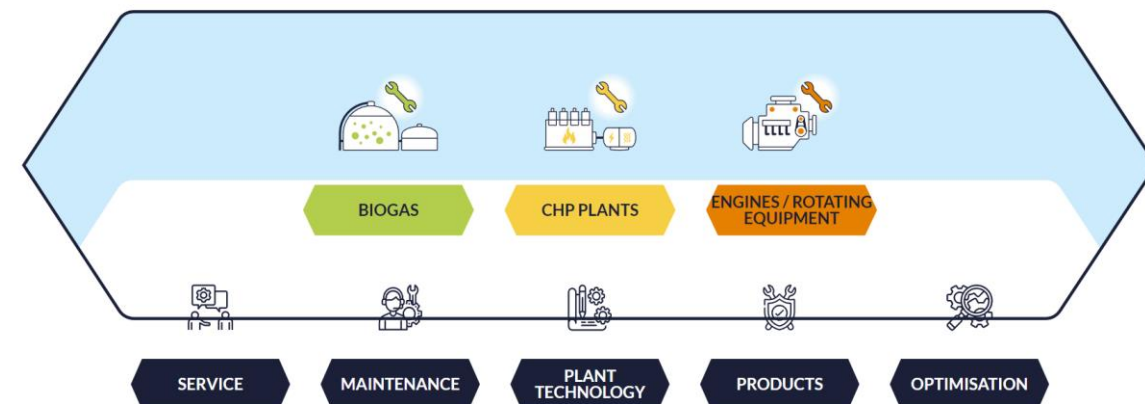 BIOGAS
CHP PLANTS
ENGINES / ROTATING
EQUIPMENT
SERVICE
MAINTENANCE
PLANT
TECHNOLOGY
PRODUCTS
OPTIMISATION